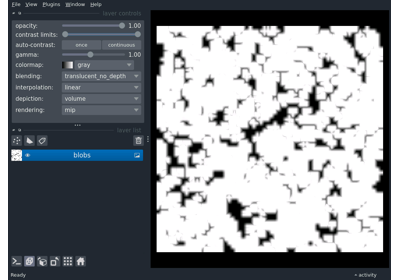 File View Plugins Window Help
layer controls
opacity: 1.00
contrast limits:
auto-contrast: once continuous
gamma: 1.00
colormap: gray
blending: translucent_no_depth
interpolation: linear
depiction: volume
rendering: mip
layer list
blobs
Ready activity